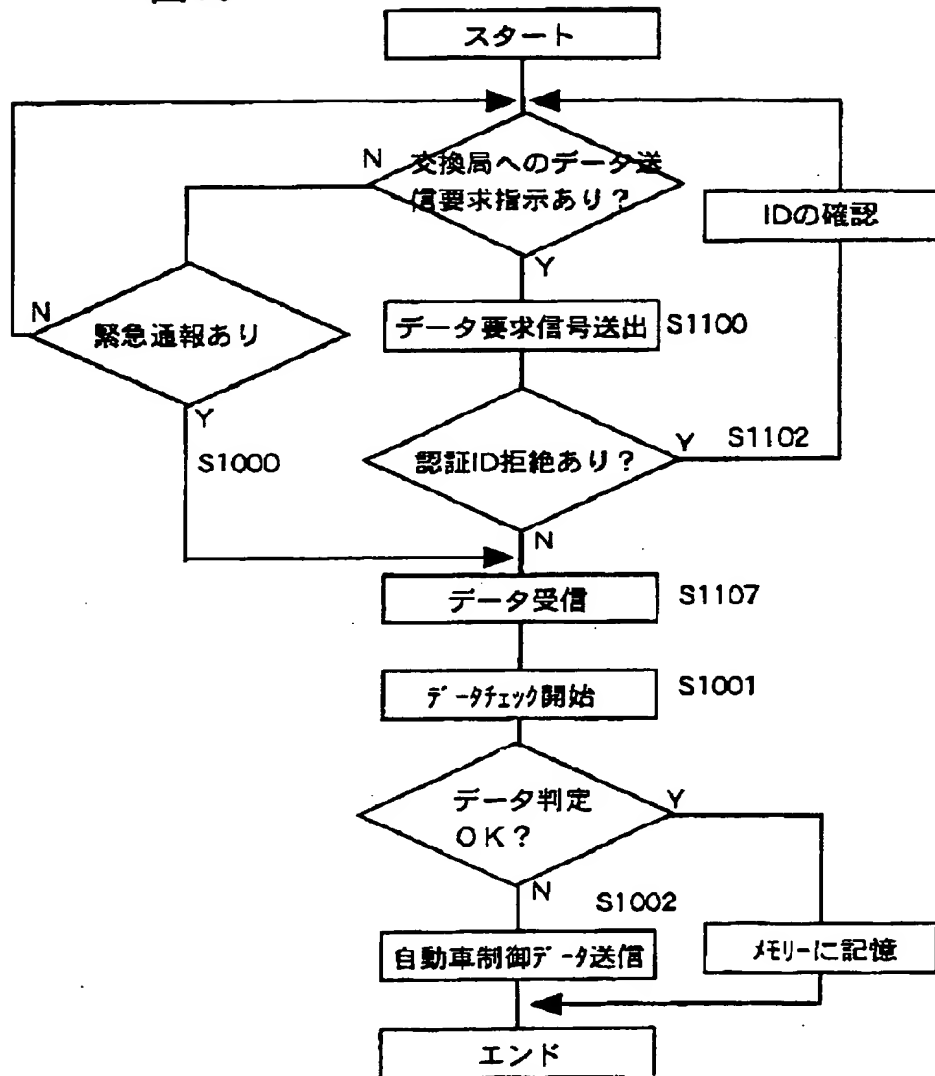 スタート
N
交換局へのデータ送
信要求指示あり？
IDの確認
Y
N
緊急通報あり
データ要求信号送出
S1100
Y
S1000
認証ID拒絶あり？
Y
S1102
N
データ受信
S1107
データチェック開始
S1001
データ判定
OK？
Y
N
S1002
自動車制御データ送信
メモリーに記憶
エンド